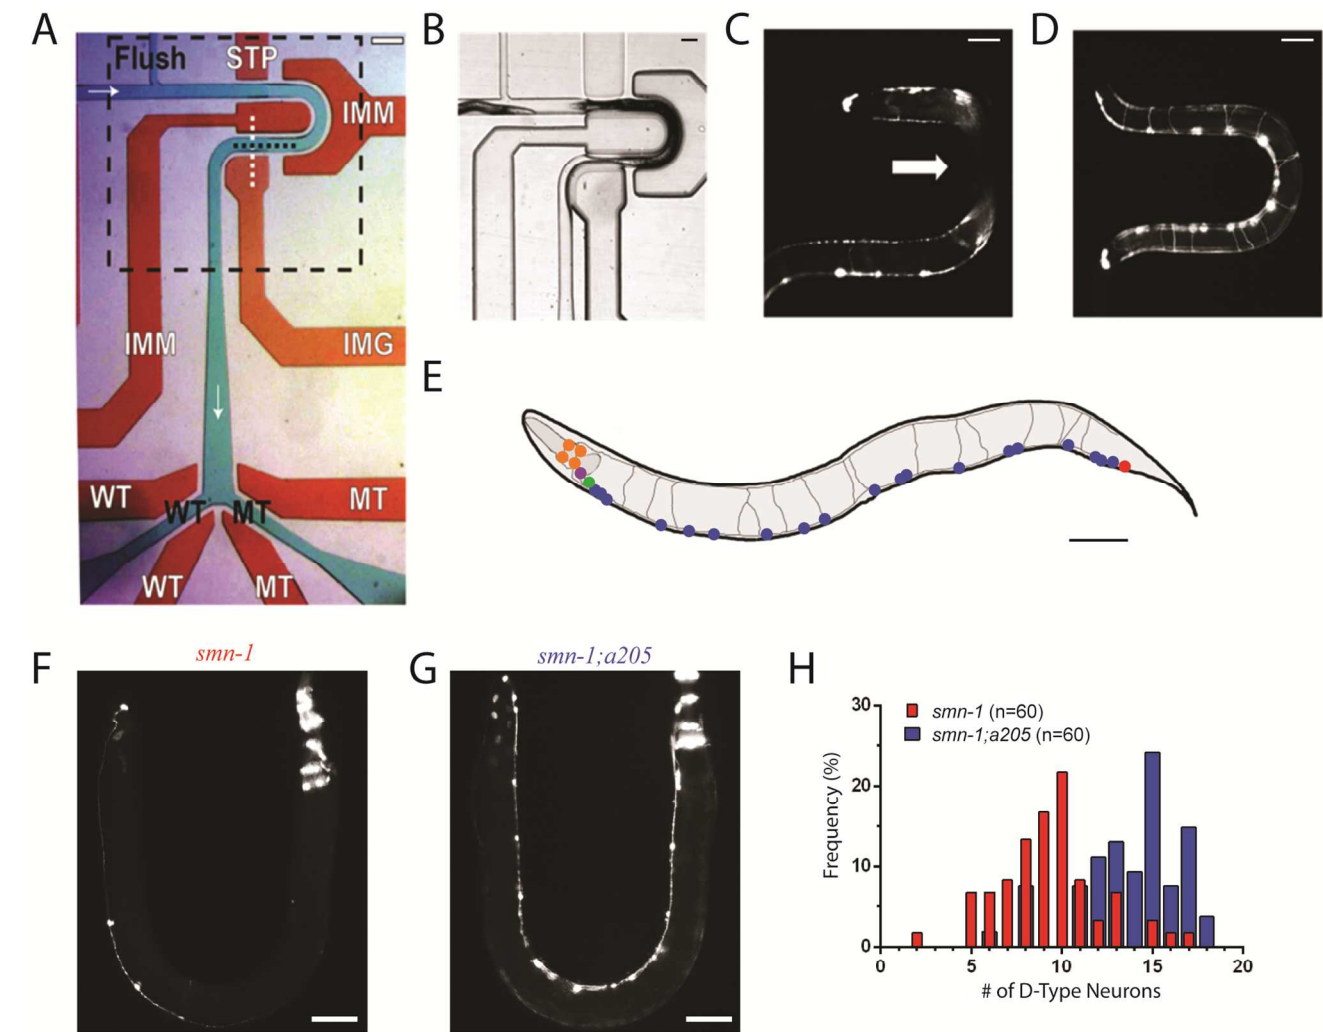 A
Flush
STP
IMM
IMM
IMG
WT
MT
WT
MT
WT
MT
B
C
D
E
F
smn-1
G
smn-1;a205
H
smn-1 (n=60)
smn-1;a205 (n=60)
Frequency (%)
30
20
10
0
0
5
10
15
20
# of D-Type Neurons